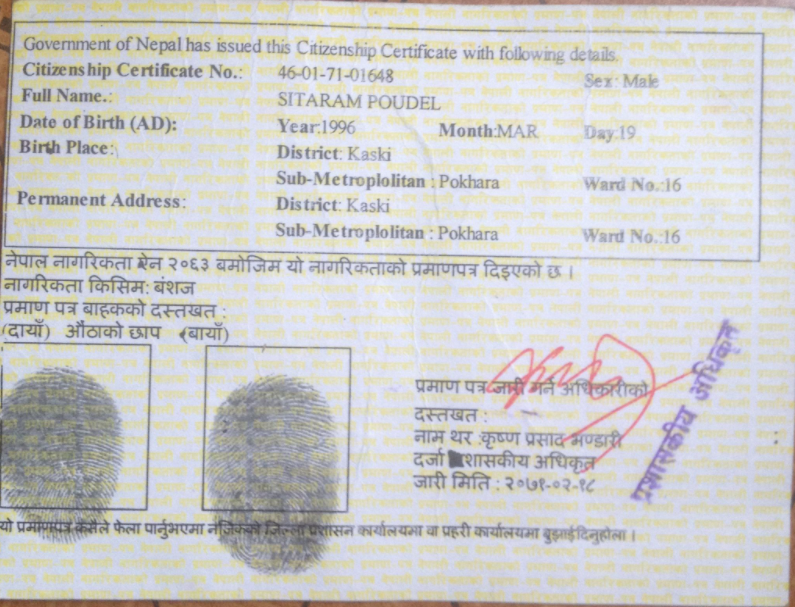 Government of Nepal has issued this Citizenship Certificate with following details.
Citizenship Certificate No.: 46-01-71-01648 Sex: Male
Full Name.: SITARAM POUDEL
Date of Birth (AD): Year:1996 Month:MAR Day:19
Birth Place: District: Kaski
Sub-Metroplolitan : Pokhara Ward No.:16
Permanent Address: District: Kaski
Sub-Metroplolitan : Pokhara Ward No.:16
नेपाल नागरिकता ऐन २०६३ बमोजिम यो नागरिकताको प्रमाणपत्र दिइएको छ ।
नागरिकता किसिम: बंशज
प्रमाण पत्र बाहकको दस्तखत :
(दायाँ) औठाको छाप (बायाँ)
प्रमाण पत्र जारी गर्ने अधिकारीको
दस्तखत :
नाम थर :कृष्ण प्रसाद भण्डारी
दर्जा प्रशासकीय अधिकृत
जारी मिति : २०७१-०२-१८
प्रशासकीय अधिकृत
यो प्रमाणपत्र कसैले फेला पार्नुभएमा नजिकको जिल्ला प्रशासन कार्यालयमा वा प्रहरी कार्यालयमा बुझाईदिनुहोला ।